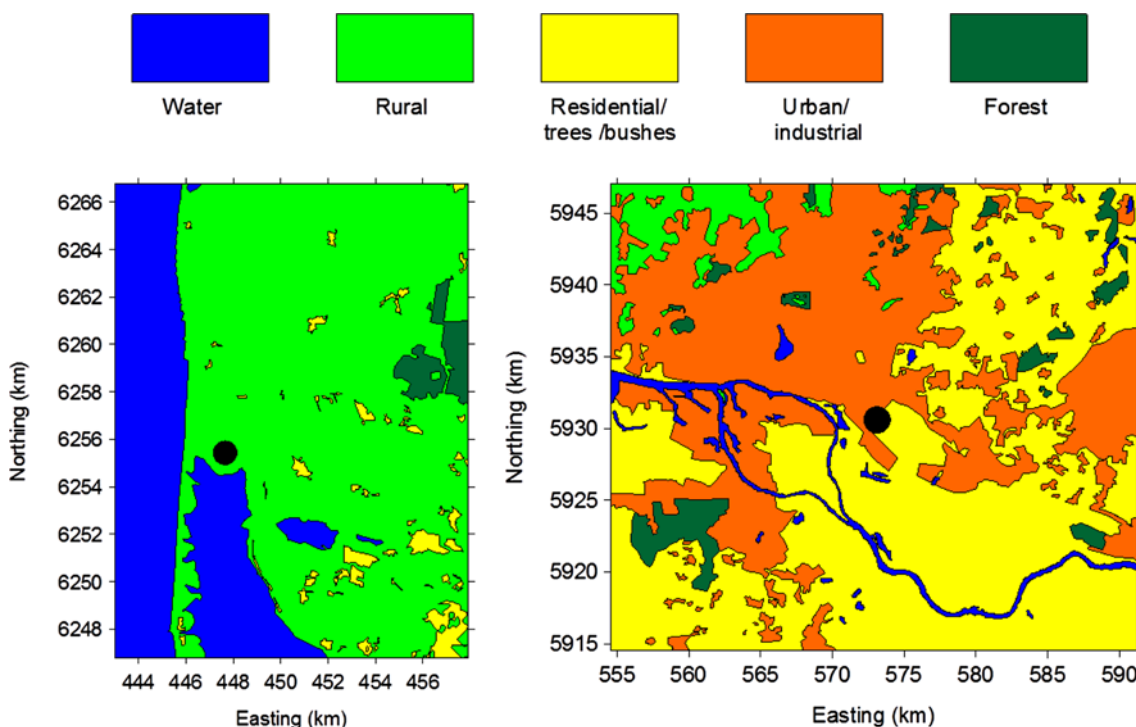 Water
Rural
Residential/
trees /bushes
Urban/
industrial
Forest
6266
6264
6262
6260
6258
6256
6254
6252
6250
6248
Northing (km)
444 446 448 450 452 454 456
Easting (km)
5945
5940
5935
5930
5925
5920
5915
Northing (km)
555 560 565 570 575 580 585 590
Easting (km)